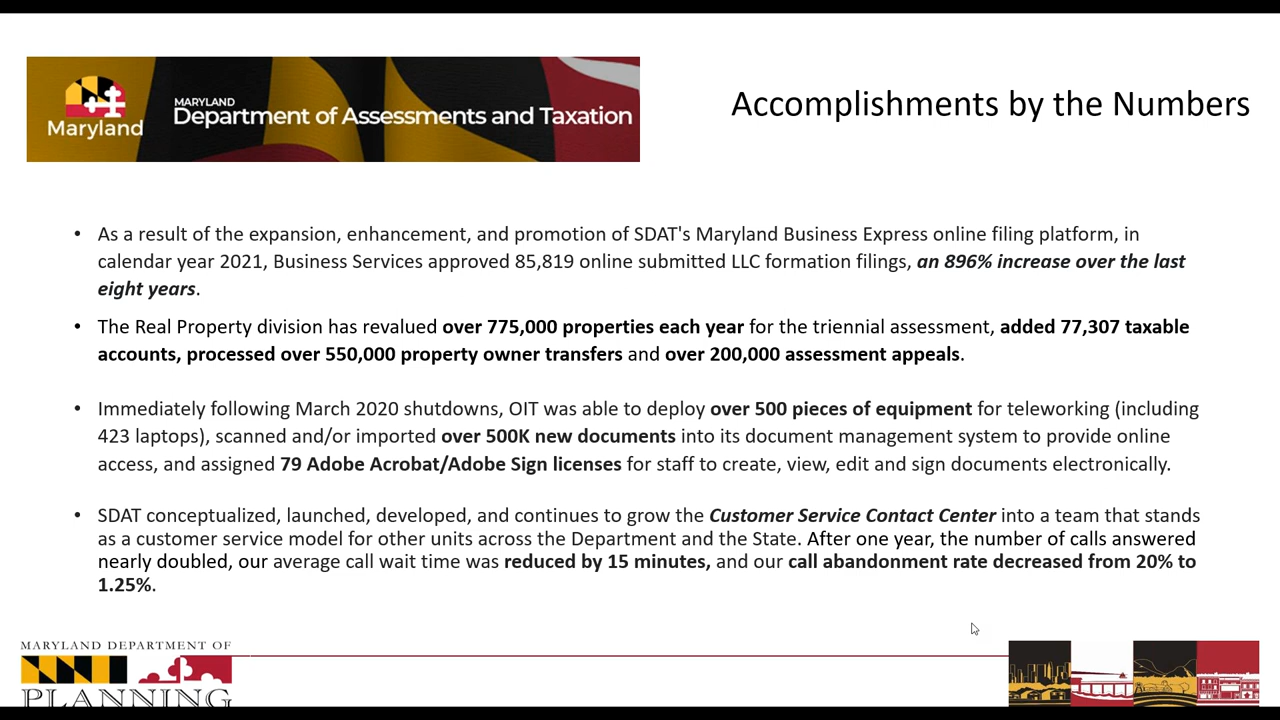 Maryland
MARYLAND
Department of Assessments and Taxation
Accomplishments by the Numbers
• As a result of the expansion, enhancement, and promotion of SDAT's Maryland Business Express online filing platform, in
calendar year 2021, Business Services approved 85,819 online submitted LLC formation filings, an 896% increase over the last
eight years.
• The Real Property division has revalued over 775,000 properties each year for the triennial assessment, added 77,307 taxable
accounts, processed over 550,000 property owner transfers and over 200,000 assessment appeals.
• Immediately following March 2020 shutdowns, OIT was able to deploy over 500 pieces of equipment for teleworking (including
423 laptops), scanned and/or imported over 500K new documents into its document management system to provide online
access, and assigned 79 Adobe Acrobat/Adobe Sign licenses for staff to create, view, edit and sign documents electronically.
• SDAT conceptualized, launched, developed, and continues to grow the Customer Service Contact Center into a team that stands
as a customer service model for other units across the Department and the State. After one year, the number of calls answered
nearly doubled, our average call wait time was reduced by 15 minutes, and our call abandonment rate decreased from 20% to
1.25%.
MARYLAND DEPARTMENT OF
PLANNING